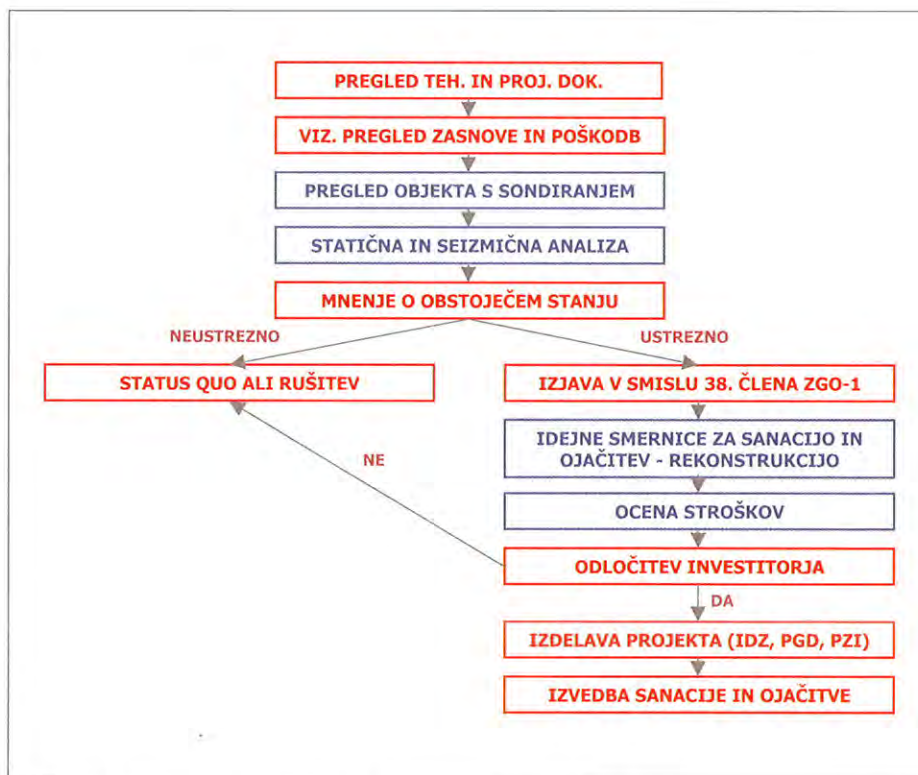 PREGLED TEH. IN PROJ. DOK.
VIZ. PREGLED ZASNOVE IN POŠKODB
PREGLED OBJEKTA S SONDIRANJEM
STATIČNA IN SEIZMIČNA ANALIZA
MNENJE O OBSTOJEČEM STANJU
NEUSTREZNO
USTREZNO
STATUS QUO ALI RUŠITEV
IZJAVA V SMISLU 38. ČLENA ZGO-1
IDEJNE SMERNICE ZA SANACIJO IN
OJAČITEV - REKONSTRUKCIJO
NE
OCENA STROŠKOV
ODLOČITEV INVESTITORJA
DA
IZDELAVA PROJEKTA (IDZ, PGD, PZI)
IZVEDBA SANACIJE IN OJAČITVE